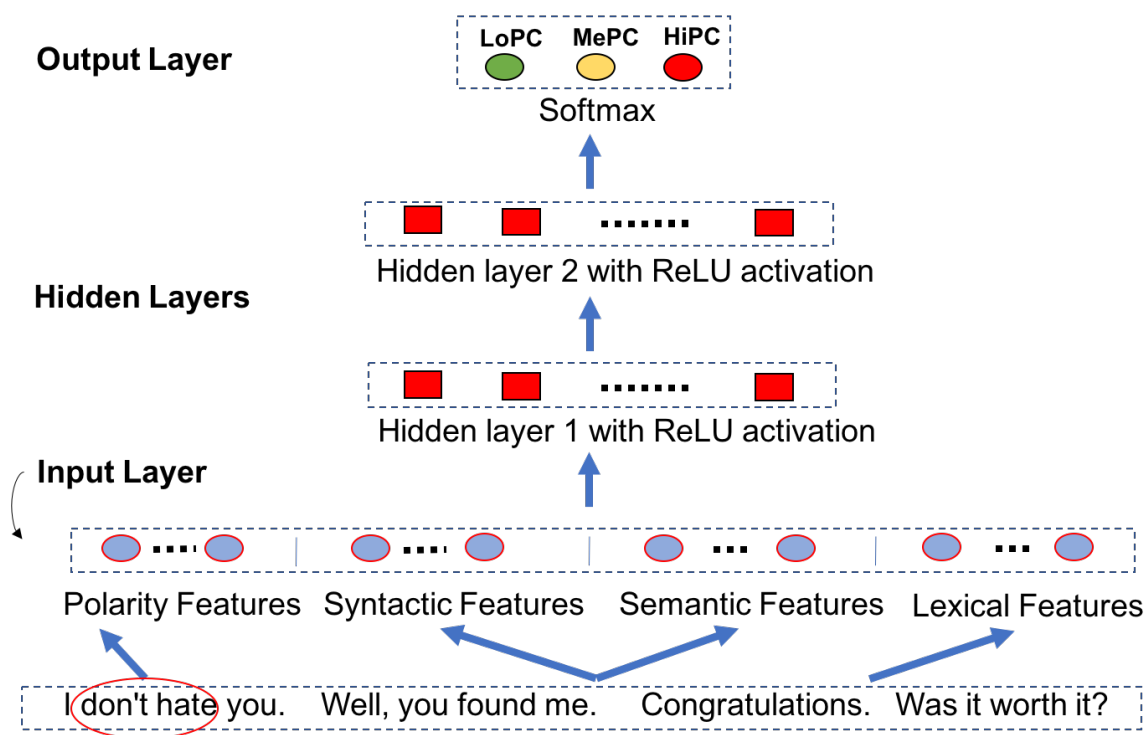 LoPC MePC HiPC
Output Layer
Softmax
Hidden layer 2 with ReLU activation
Hidden Layers
Hidden layer 1 with ReLU activation
Input Layer
Polarity Features Syntactic Features Semantic Features Lexical Features
I don't hate you. Well, you found me. Congratulations. Was it worth it?